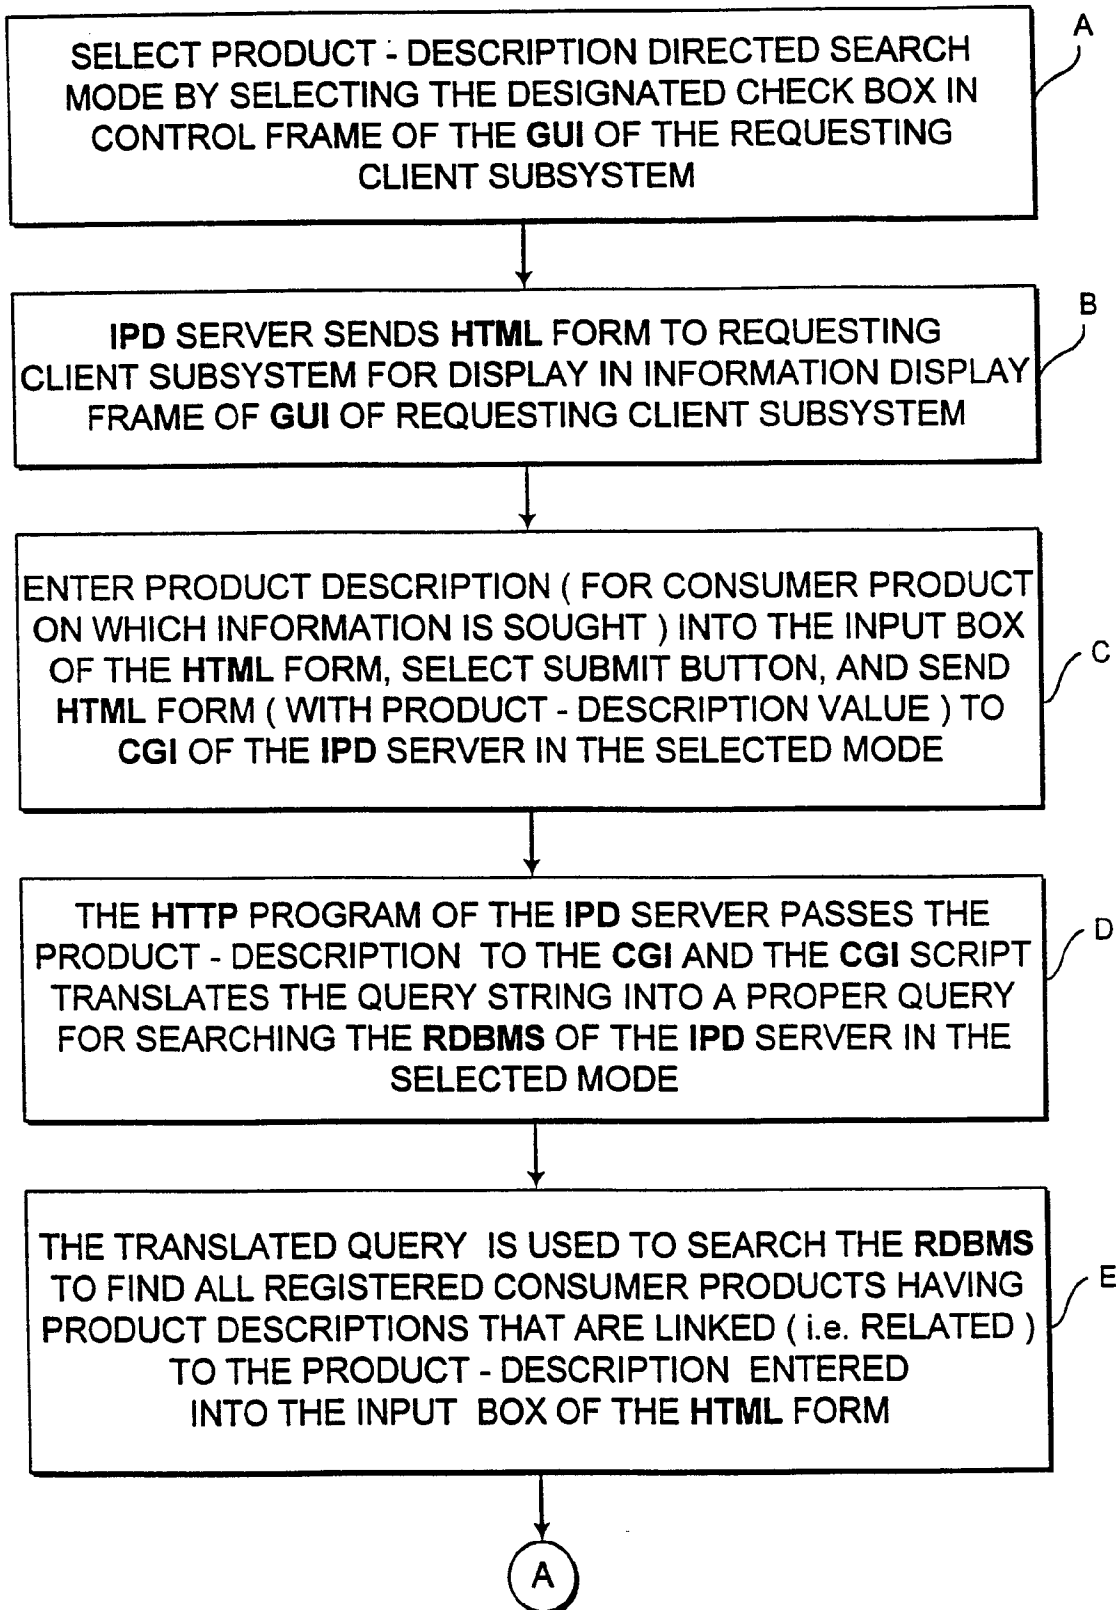 SELECT PRODUCT - DESCRIPTION DIRECTED SEARCH
MODE BY SELECTING THE DESIGNATED CHECK BOX IN
CONTROL FRAME OF THE GUI OF THE REQUESTING
CLIENT SUBSYSTEM
A
IPD SERVER SENDS HTML FORM TO REQUESTING
CLIENT SUBSYSTEM FOR DISPLAY IN INFORMATION DISPLAY
FRAME OF GUI OF REQUESTING CLIENT SUBSYSTEM
B
ENTER PRODUCT DESCRIPTION ( FOR CONSUMER PRODUCT
ON WHICH INFORMATION IS SOUGHT ) INTO THE INPUT BOX
OF THE HTML FORM, SELECT SUBMIT BUTTON, AND SEND
HTML FORM ( WITH PRODUCT - DESCRIPTION VALUE ) TO
CGI OF THE IPD SERVER IN THE SELECTED MODE
C
THE HTTP PROGRAM OF THE IPD SERVER PASSES THE
PRODUCT - DESCRIPTION TO THE CGI AND THE CGI SCRIPT
TRANSLATES THE QUERY STRING INTO A PROPER QUERY
FOR SEARCHING THE RDBMS OF THE IPD SERVER IN THE
SELECTED MODE
D
THE TRANSLATED QUERY IS USED TO SEARCH THE RDBMS
TO FIND ALL REGISTERED CONSUMER PRODUCTS HAVING
PRODUCT DESCRIPTIONS THAT ARE LINKED ( i.e. RELATED )
TO THE PRODUCT - DESCRIPTION ENTERED
INTO THE INPUT BOX OF THE HTML FORM
E
A